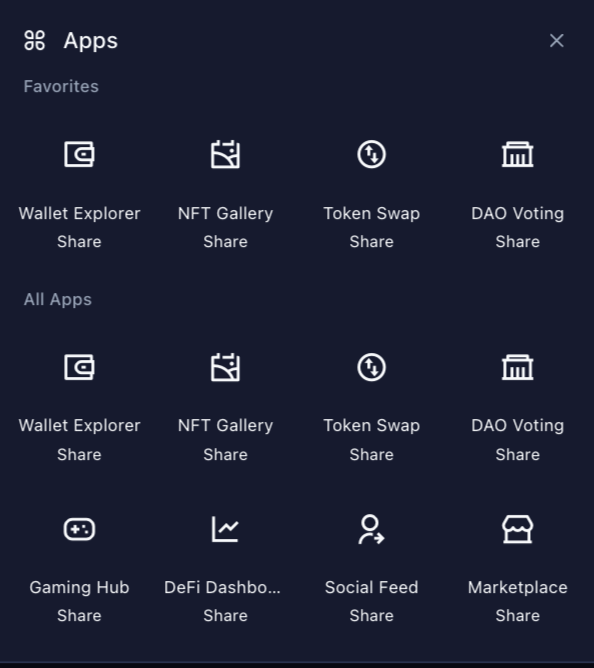 Apps
Favorites
Wallet Explorer NFT Gallery Token Swap DAO Voting
Share Share Share Share
All Apps
Wallet Explorer NFT Gallery Token Swap DAO Voting
Share Share Share Share
Gaming Hub DeFi Dashbo... Social Feed Marketplace
Share Share Share Share